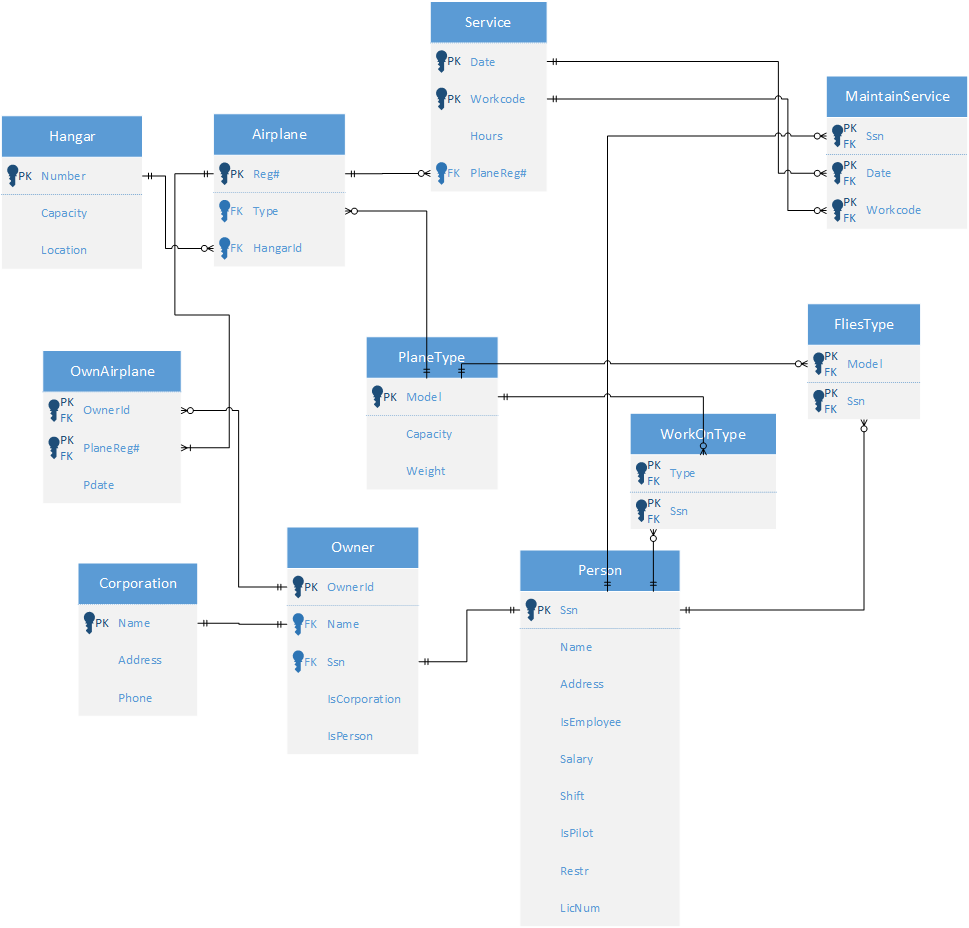 Service
PK Date
PK Workcode
Hours
FK PlaneReg#
MaintainService
PK
FK Ssn
PK
FK Date
PK
FK Workcode
Hangar
PK Number
Capacity
Location
Airplane
PK Reg#
FK Type
FK HangarId
FliesType
PK
FK Model
PK
FK Ssn
PlaneType
PK Model
Capacity
Weight
OwnAirplane
PK
FK OwnerId
PK
FK PlaneReg#
Pdate
WorkOnType
PK
FK Type
PK
FK Ssn
Owner
PK OwnerId
FK Name
FK Ssn
IsCorporation
IsPerson
Corporation
PK Name
Address
Phone
Person
PK Ssn
Name
Address
IsEmployee
Salary
Shift
IsPilot
Restr
LicNum